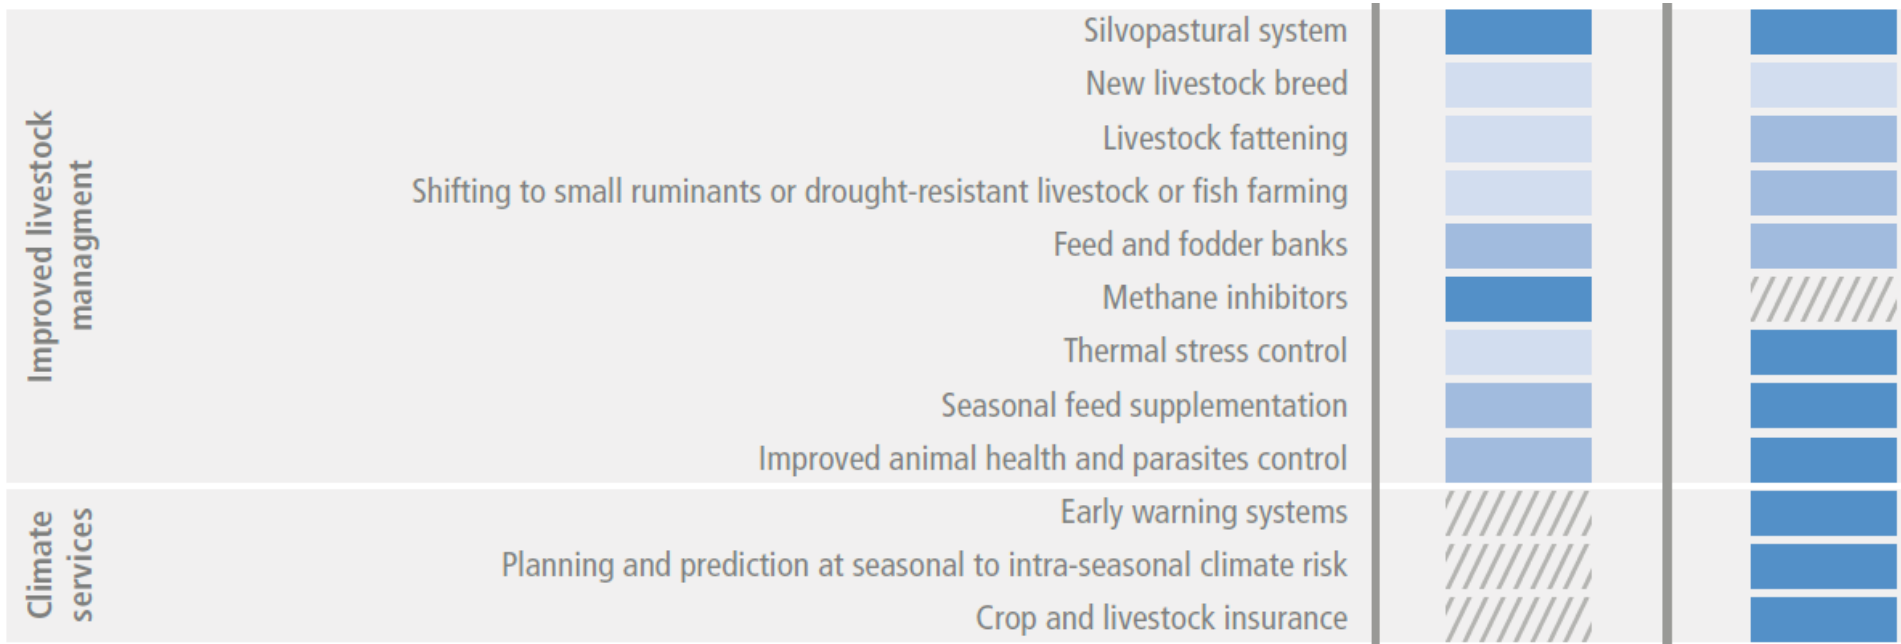 Improved livestock
managment
Silvopastural system
New livestock breed
Livestock fattening
Shifting to small ruminants or drought-resistant livestock or fish farming
Feed and fodder banks
Methane inhibitors
Thermal stress control
Seasonal feed supplementation
Improved animal health and parasites control
Climate
services
Early warning systems
Planning and prediction at seasonal to intra-seasonal climate risk
Crop and livestock insurance